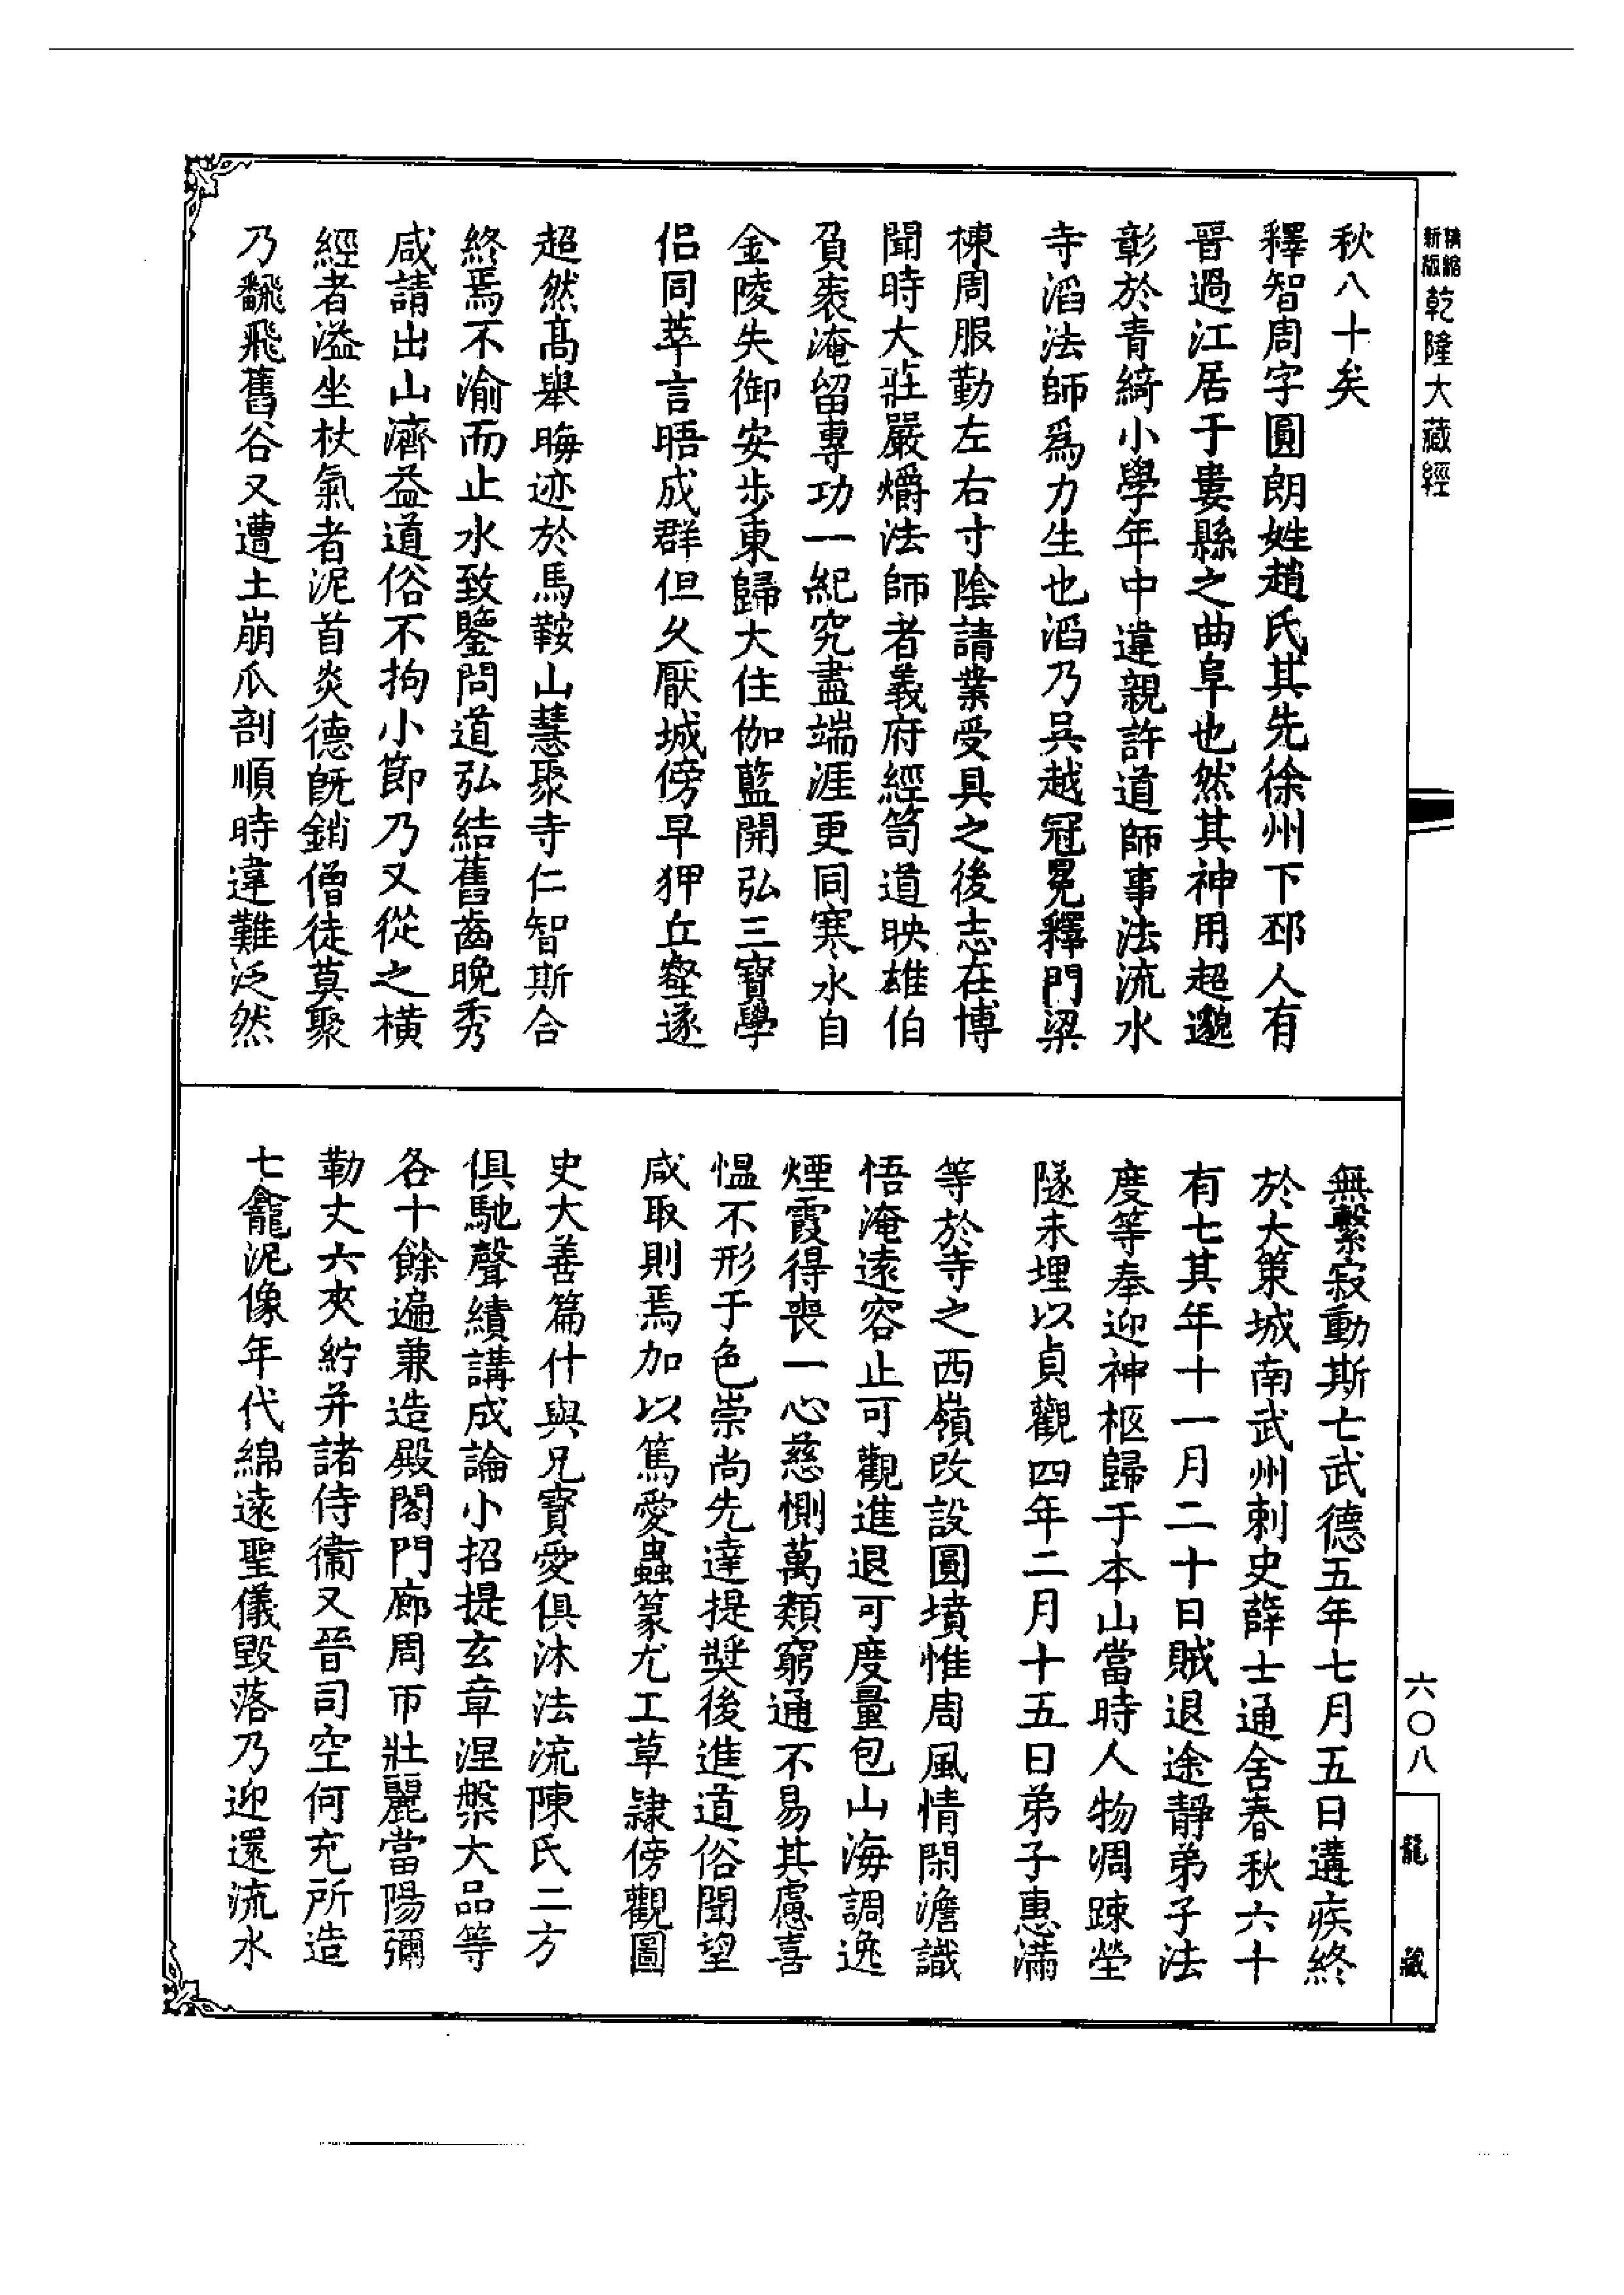 精縮新版乾隆大藏經
秋八十矣
釋智周字圓朗姓趙氏其先徐州下邳人有
晉過江居于婁縣之曲阜也然其神用超邈
彰於青綺小學年中違親許道師事法流水
寺滔法師爲力生也滔乃吳越冠冕釋門梁
棟周服勤左右寸陰請業受具之後志在博
聞時大莊嚴爝法師者義府經笥道映雄伯
負袠淹留專功一紀究盡端涯更同寒水自
金陵失御安步東歸大住伽藍開弘三寶學
侶同萃言晤成群但久厭城傍早狎丘壑遂
超然高舉晦迹於馬鞍山慧聚寺仁智斯合
終焉不渝而止水致鑒問道弘結舊齒晚秀
咸請出山濟益道俗不拘小節乃又從之橫
經者溢坐杖氣者泥首炎德既銷僧徒莫聚
乃翻飛舊谷又遭土崩瓜剖順時違難泛然
無繫寂動斯七武德五年七月五日遘疾終
於大策城南武州刺史薛士通舍春秋六十
有七其年十一月二十日賊退途靜弟子法
度等奉迎神柩歸于本山當時人物凋踈塋
隧未埋以貞觀四年二月十五日弟子惠滿
等於寺之西嶺改設圓墳惟周風情閑澹識
悟淹遠容止可觀進退可度量包山海調逸
煙霞得喪一心慈惻萬類窮通不易其慮喜
愠不形于色崇尚先達提獎後進道俗聞望
咸取則焉加以篤愛蟲篆尤工草隸傍觀圖
史大善篇什與兄寶愛俱沐法流陳氏二方
俱馳聲績講成論小招提玄章涅槃大品等
各十餘遍兼造殿閣門廊周帀壯麗當陽彌
勒丈六夾紵并諸侍衞又晉司空何充所造
七龕泥像年代綿遠聖儀毀落乃迎還流水
六〇八
龍藏